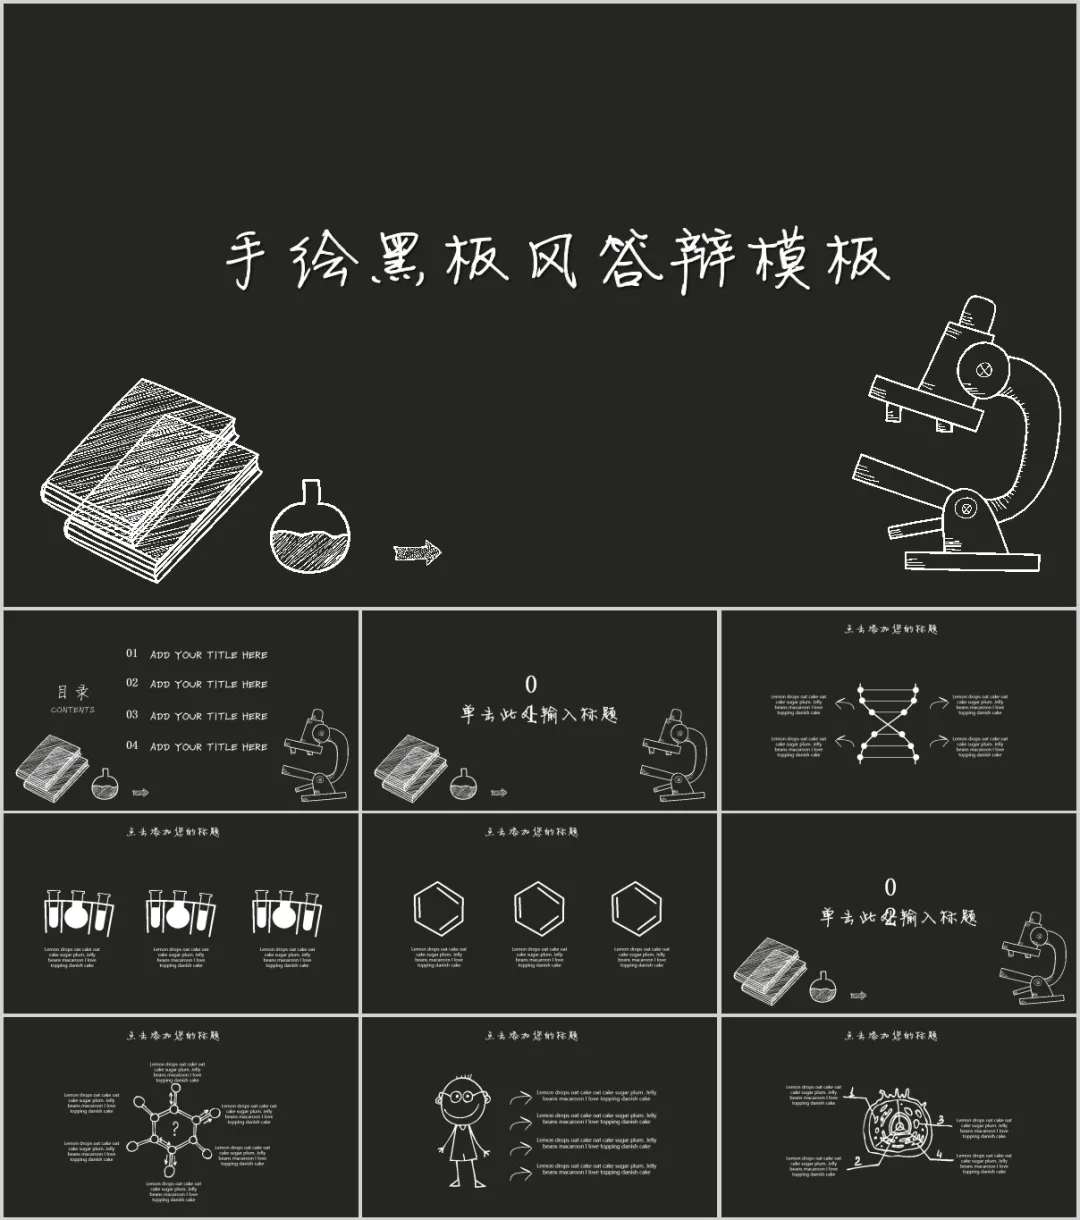 手绘黑板风答辩模板
目录
CONTENTS
01 ADD YOUR TITLE HERE
02 ADD YOUR TITLE HERE
03 ADD YOUR TITLE HERE
04 ADD YOUR TITLE HERE
0
1
单击此处输入标题
点击添加您的标题
Lemon drops oat cake oat
cake sugar plum. Jelly
beans macaroon I love
topping danish cake
Lemon drops oat cake oat
cake sugar plum. Jelly
beans macaroon I love
topping danish cake
Lemon drops oat cake oat
cake sugar plum. Jelly
beans macaroon I love
topping danish cake
Lemon drops oat cake oat
cake sugar plum. Jelly
beans macaroon I love
topping danish cake
点击添加您的标题
Lemon drops oat cake oat
cake sugar plum. Jelly
beans macaroon I love
topping danish cake
Lemon drops oat cake oat
cake sugar plum. Jelly
beans macaroon I love
topping danish cake
Lemon drops oat cake oat
cake sugar plum. Jelly
beans macaroon I love
topping danish cake
点击添加您的标题
Lemon drops oat cake oat
cake sugar plum. Jelly
beans macaroon I love
topping danish cake
Lemon drops oat cake oat
cake sugar plum. Jelly
beans macaroon I love
topping danish cake
Lemon drops oat cake oat
cake sugar plum. Jelly
beans macaroon I love
topping danish cake
0
2
单击此处输入标题
点击添加您的标题
Lemon drops oat cake oat
cake sugar plum. Jelly
beans macaroon I love
topping danish cake
Lemon drops oat cake oat
cake sugar plum. Jelly
beans macaroon I love
topping danish cake
Lemon drops oat cake oat
cake sugar plum. Jelly
beans macaroon I love
topping danish cake
?
Lemon drops oat cake oat
cake sugar plum. Jelly
beans macaroon I love
topping danish cake
Lemon drops oat cake oat
cake sugar plum. Jelly
beans macaroon I love
topping danish cake
Lemon drops oat cake oat
cake sugar plum. Jelly
beans macaroon I love
topping danish cake
点击添加您的标题
Lemon drops oat cake oat cake sugar plum. Jelly
beans macaroon I love topping danish cake
Lemon drops oat cake oat cake sugar plum. Jelly
beans macaroon I love topping danish cake
Lemon drops oat cake oat cake sugar plum. Jelly
beans macaroon I love topping danish cake
Lemon drops oat cake oat cake sugar plum. Jelly
beans macaroon I love topping danish cake
点击添加您的标题
Lemon drops oat cake oat
cake sugar plum. Jelly
beans macaroon I love
topping danish cake
1
3
Lemon drops oat cake oat
cake sugar plum. Jelly
beans macaroon I love
topping danish cake
Lemon drops oat cake oat
cake sugar plum. Jelly
beans macaroon I love
topping danish cake
2
4
Lemon drops oat cake oat
cake sugar plum. Jelly
beans macaroon I love
topping danish cake